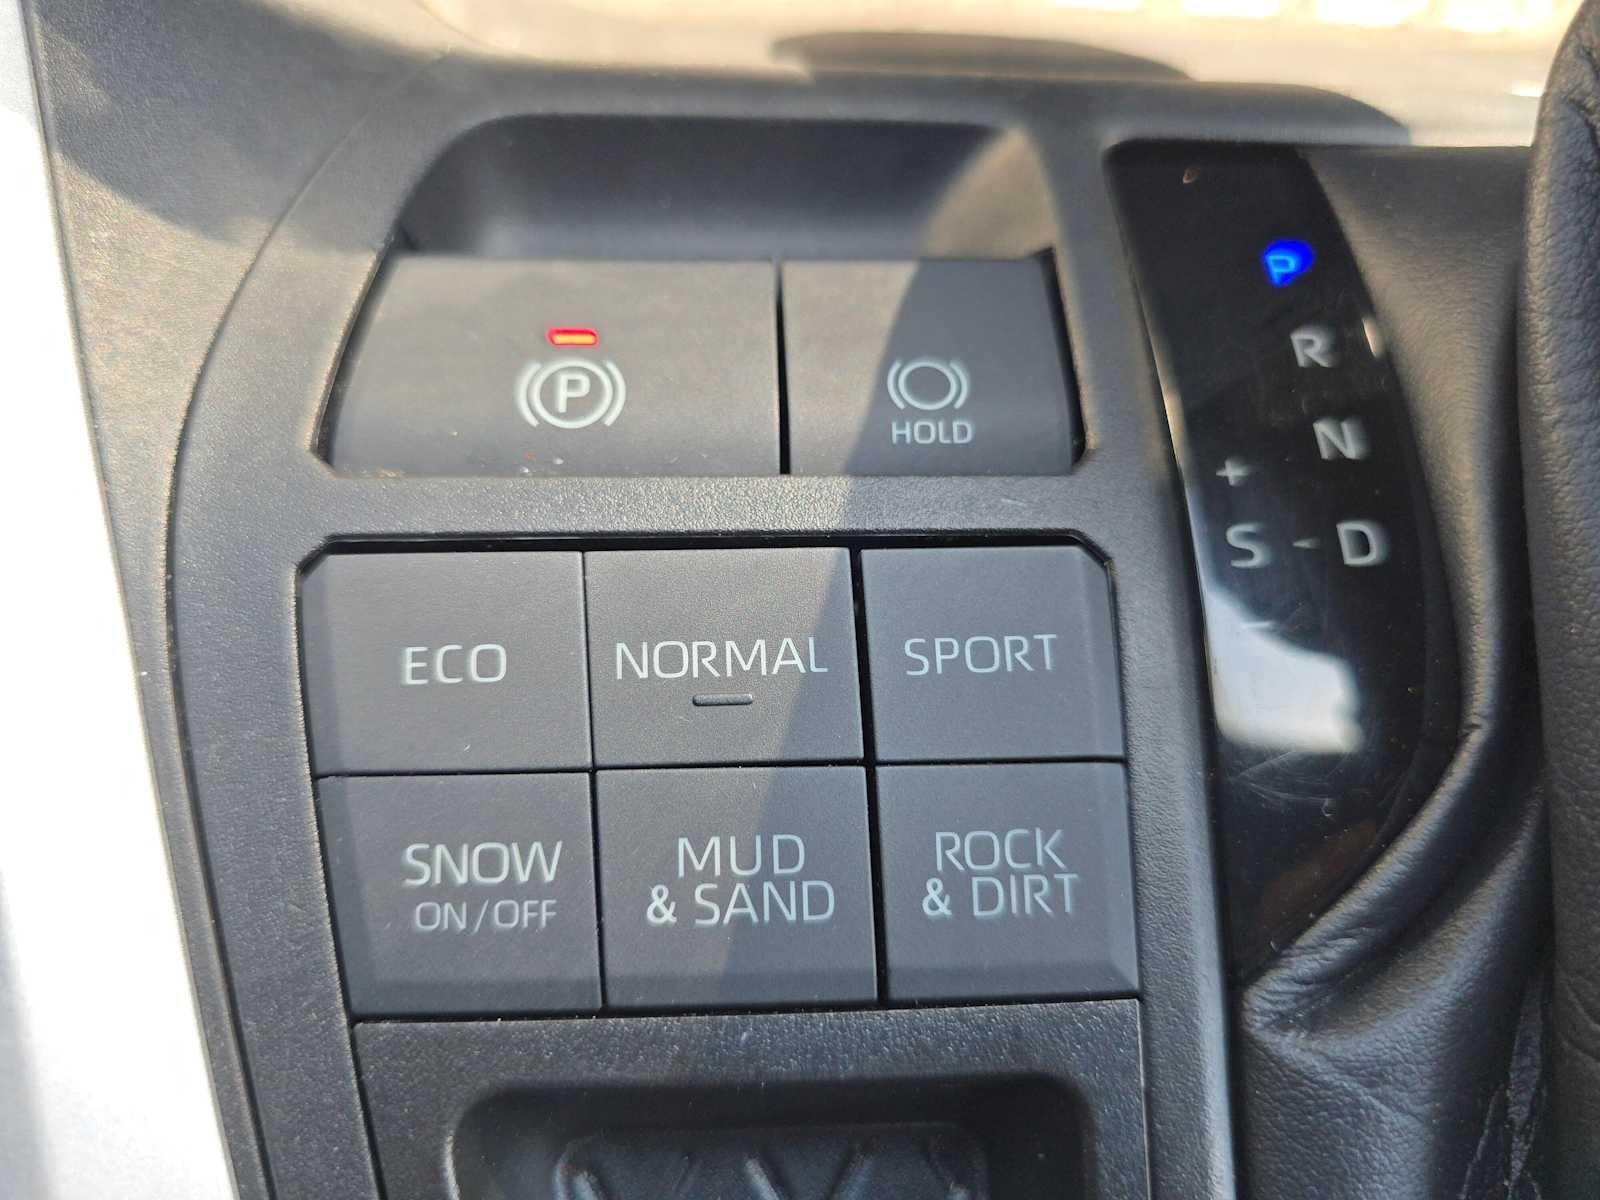 P
HOLD
P
R
N
+
S - D
-
ECO
NORMAL
SPORT
SNOW
ON/OFF
MUD
& SAND
ROCK
& DIRT